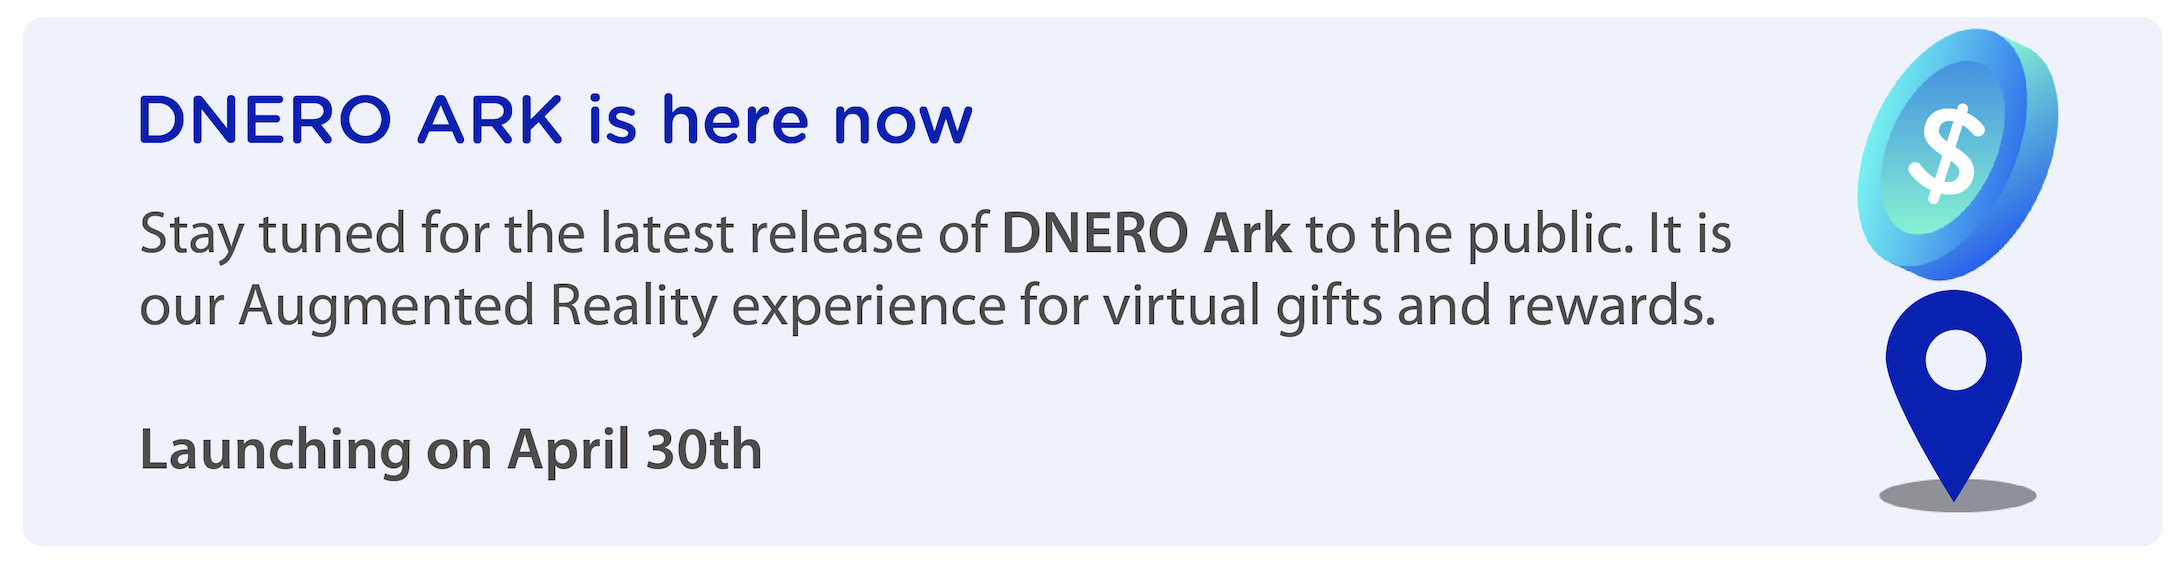 DNERO ARK is here now
Stay tuned for the latest release of DNERO Ark to the public. It is
our Augmented Reality experience for virtual gifts and rewards.
Launching on April 30th
$